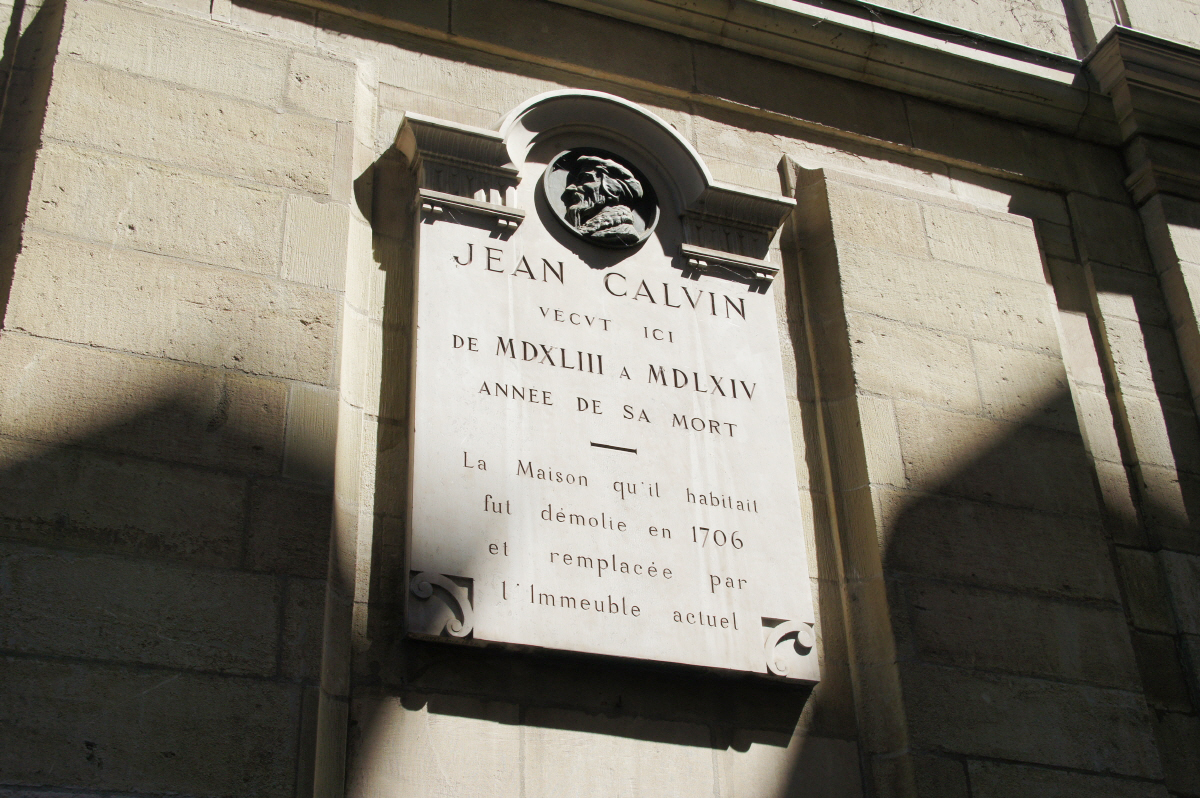 JEAN CALVIN
VECVT ICI
DE MDXLIII A MDLXIV
ANNÉE DE SA MORT
La Maison qu'il habitait
fut démolie en 1706
et remplacée par
l'Immeuble actuel